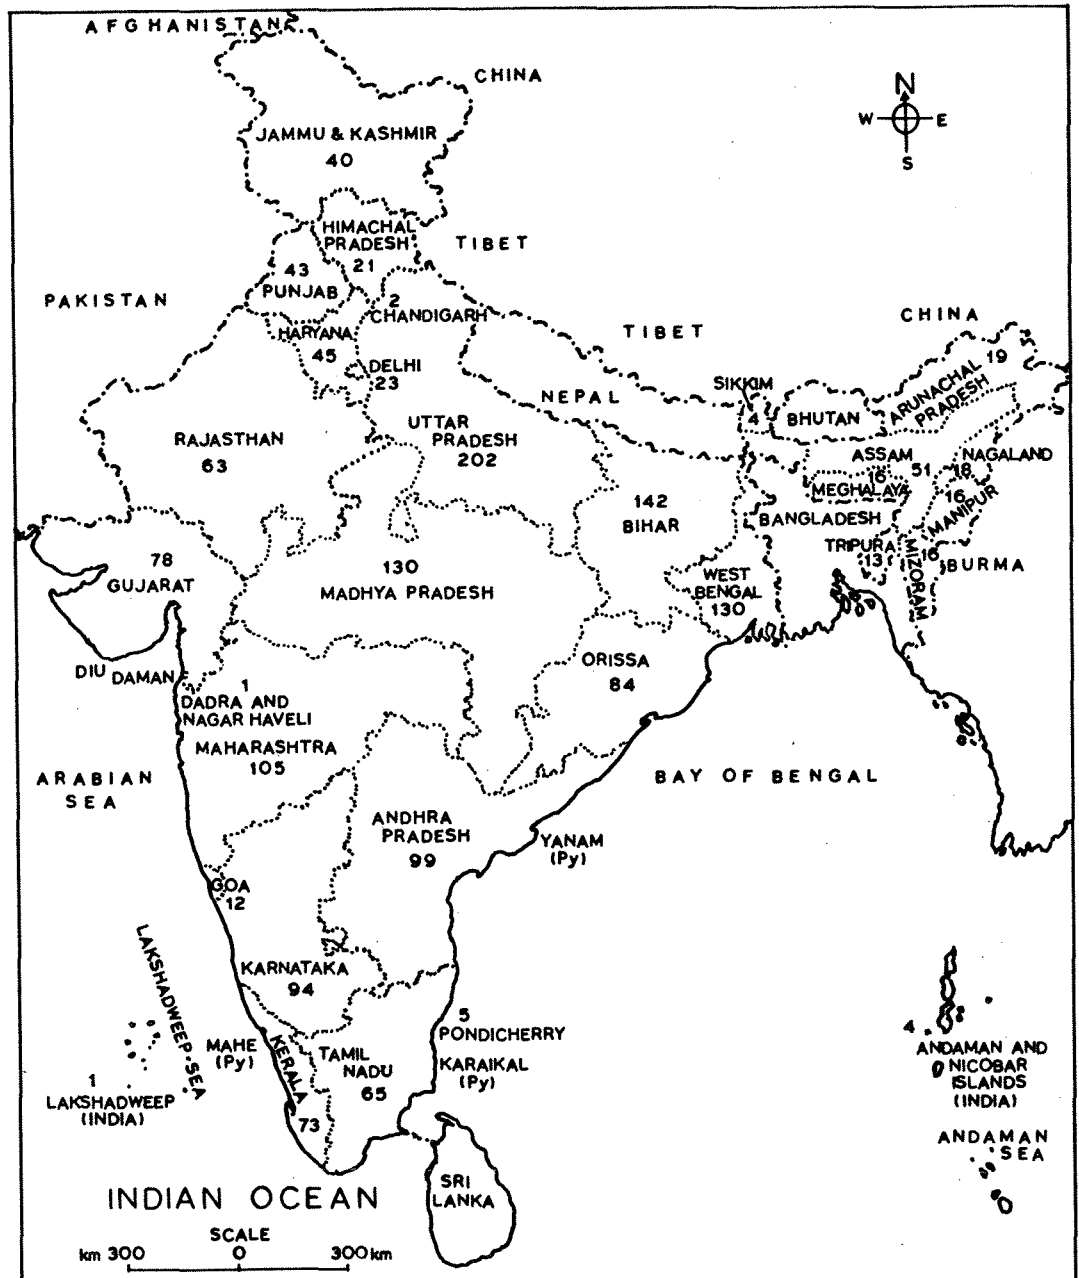 AFGHANISTAN
CHINA
N
W E
S
JAMMU & KASHMIR
40
HIMACHAL
PRADESH
21
TIBET
43
PUNJAB
PAKISTAN
2
CHANDIGARH
HARYANA
45
DELHI
23
TIBET
CHINA
NEPAL
SIKKIM
4
BHUTAN
19
ARUNACHAL
PRADESH
RAJASTHAN
63
UTTAR
PRADESH
202
ASSAM
51
NAGALAND
18
16
MEGHALAYA
16
MANIPUR
142
BIHAR
BANGLADESH
TRIPURA
13
MIZORAM
16
BURMA
78
GUJARAT
130
MADHYA PRADESH
WEST
BENGAL
130
DIU
DAMAN
1
DADRA AND
NAGAR HAVELI
ORISSA
84
MAHARASHTRA
105
ARABIAN
SEA
BAY OF BENGAL
ANDHRA
PRADESH
99
YANAM
(Py)
GOA
12
KARNATAKA
94
LAKSHADWEEP SEA
5
PONDICHERRY
MAHE
(Py)
KERALA
73
TAMIL
NADU
65
KARAIKAL
(Py)
1
LAKSHADWEEP
(INDIA)
4
ANDAMAN AND
NICOBAR
ISLANDS
(INDIA)
ANDAMAN
SEA
SRI
LANKA
INDIAN OCEAN
SCALE
km 300 0 300 km